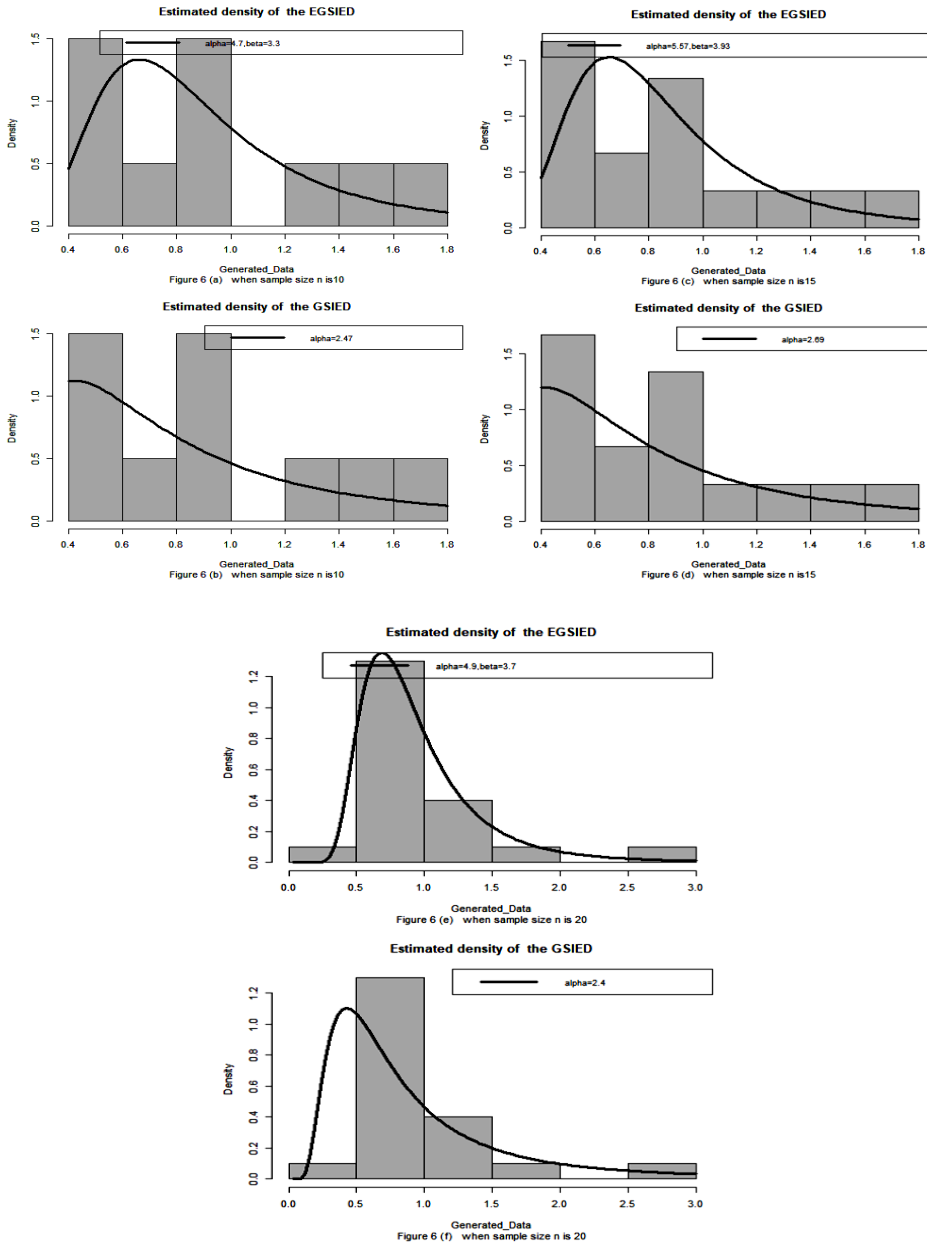 Estimated density of the EGSIED
alpha=4.7,beta=3.3
Density
0.0 0.5 1.0 1.5
0.4 0.6 0.8 1.0 1.2 1.4 1.6 1.8
Generated_Data
Figure 6 (a) when sample size n is10
Estimated density of the EGSIED
alpha=5.57,beta=3.93
Density
0.0 0.5 1.0 1.5
0.4 0.6 0.8 1.0 1.2 1.4 1.6 1.8
Generated_Data
Figure 6 (c) when sample size n is15
Estimated density of the GSIED
alpha=2.47
Density
0.0 0.5 1.0 1.5
0.4 0.6 0.8 1.0 1.2 1.4 1.6 1.8
Generated_Data
Figure 6 (b) when sample size n is10
Estimated density of the GSIED
alpha=2.69
Density
0.0 0.5 1.0 1.5
0.4 0.6 0.8 1.0 1.2 1.4 1.6 1.8
Generated_Data
Figure 6 (d) when sample size n is15
Estimated density of the EGSIED
alpha=4.9,beta=3.7
Density
0.0 0.2 0.4 0.6 0.8 1.0 1.2
0.0 0.5 1.0 1.5 2.0 2.5 3.0
Generated_Data
Figure 6 (e) when sample size n is 20
Estimated density of the GSIED
alpha=2.4
Density
0.0 0.2 0.4 0.6 0.8 1.0 1.2
0.0 0.5 1.0 1.5 2.0 2.5 3.0
Generated_Data
Figure 6 (f) when sample size n is 20